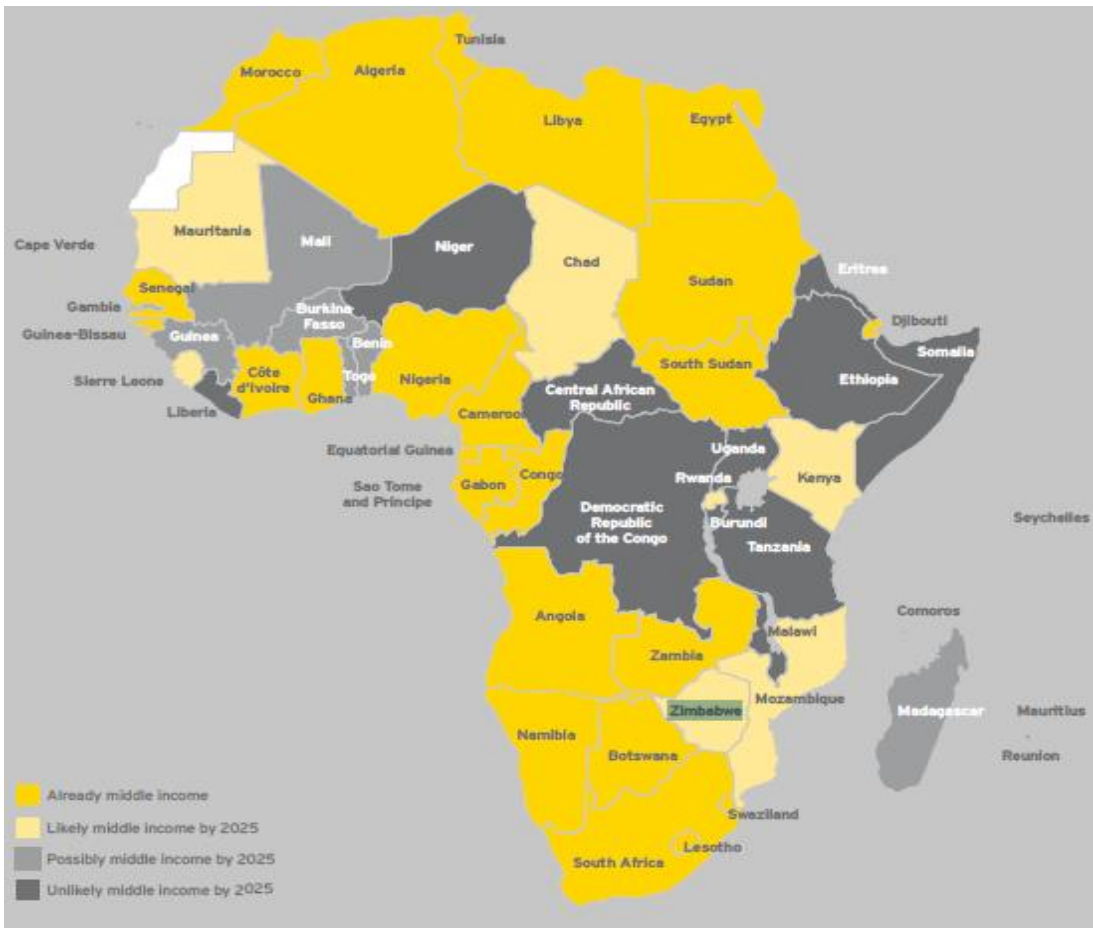 Tunisia
Morocco
Algeria
Libya
Egypt
Mauritania
Cape Verde
Mali
Niger
Chad
Sudan
Eritrea
Senegal
Gambia
Guinea-Bissau
Guinea
Burkina
Fasso
Benin
Djibouti
Somalia
Sierre Leone
Côte
d'Ivoire
Togo
Ghana
Nigeria
South Sudan
Ethiopia
Liberia
Central African
Republic
Cameroo
Equatorial Guinea
Uganda
Sao Tome
and Principe
Gabon
Congo
Rwanda
Kenya
Democratic
Republic
of the Congo
Burundi
Tanzania
Seychelles
Angola
Comoros
Malawi
Zambia
Mozambique
Zimbabwe
Madagascar
Mauritius
Namibia
Botswana
Reunion
Swaziland
Lesotho
South Africa
Already middle income
Likely middle income by 2025
Possibly middle income by 2025
Unlikely middle income by 2025